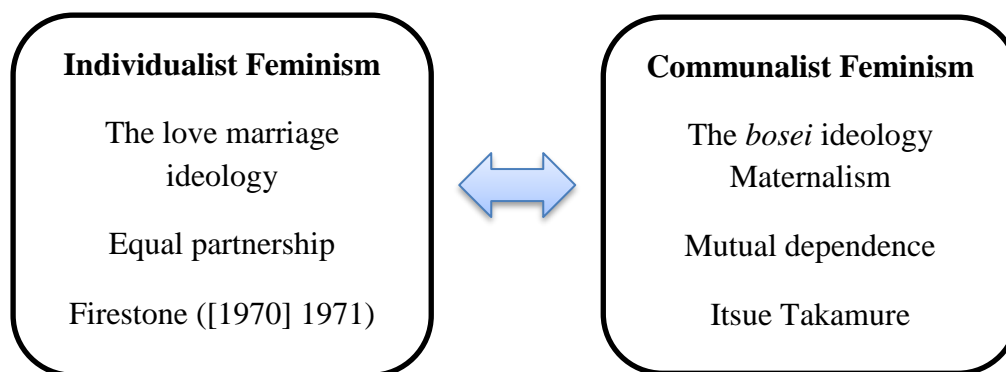 Individualist Feminism
The love marriage
ideology
Equal partnership
Firestone ([1970] 1971)
Communalist Feminism
The bosei ideology
Maternalism
Mutual dependence
Itsue Takamure